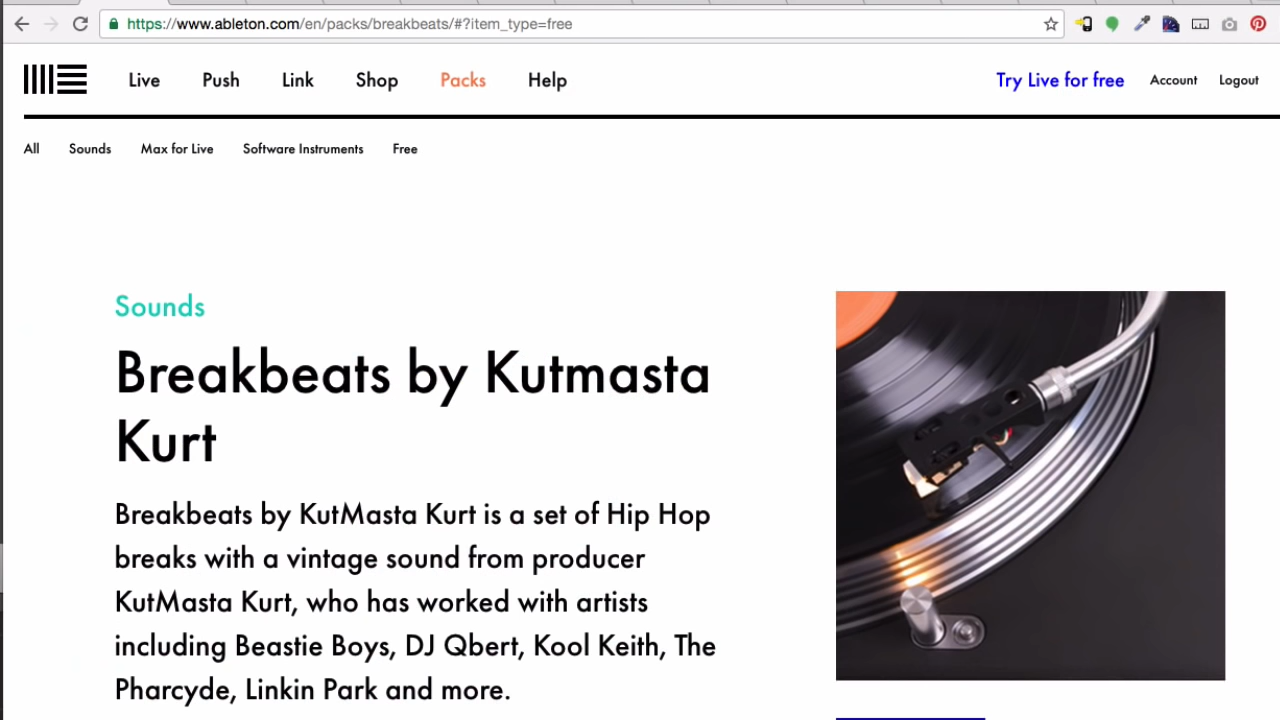 https://www.ableton.com/en/packs/breakbeats/#?item_type=free
Live Push Link Shop Packs Help Try Live for free Account Logout
All Sounds Max for Live Software Instruments Free
Sounds
Breakbeats by Kutmasta
Kurt
Breakbeats by KutMasta Kurt is a set of Hip Hop
breaks with a vintage sound from producer
KutMasta Kurt, who has worked with artists
including Beastie Boys, DJ Qbert, Kool Keith, The
Pharcyde, Linkin Park and more.